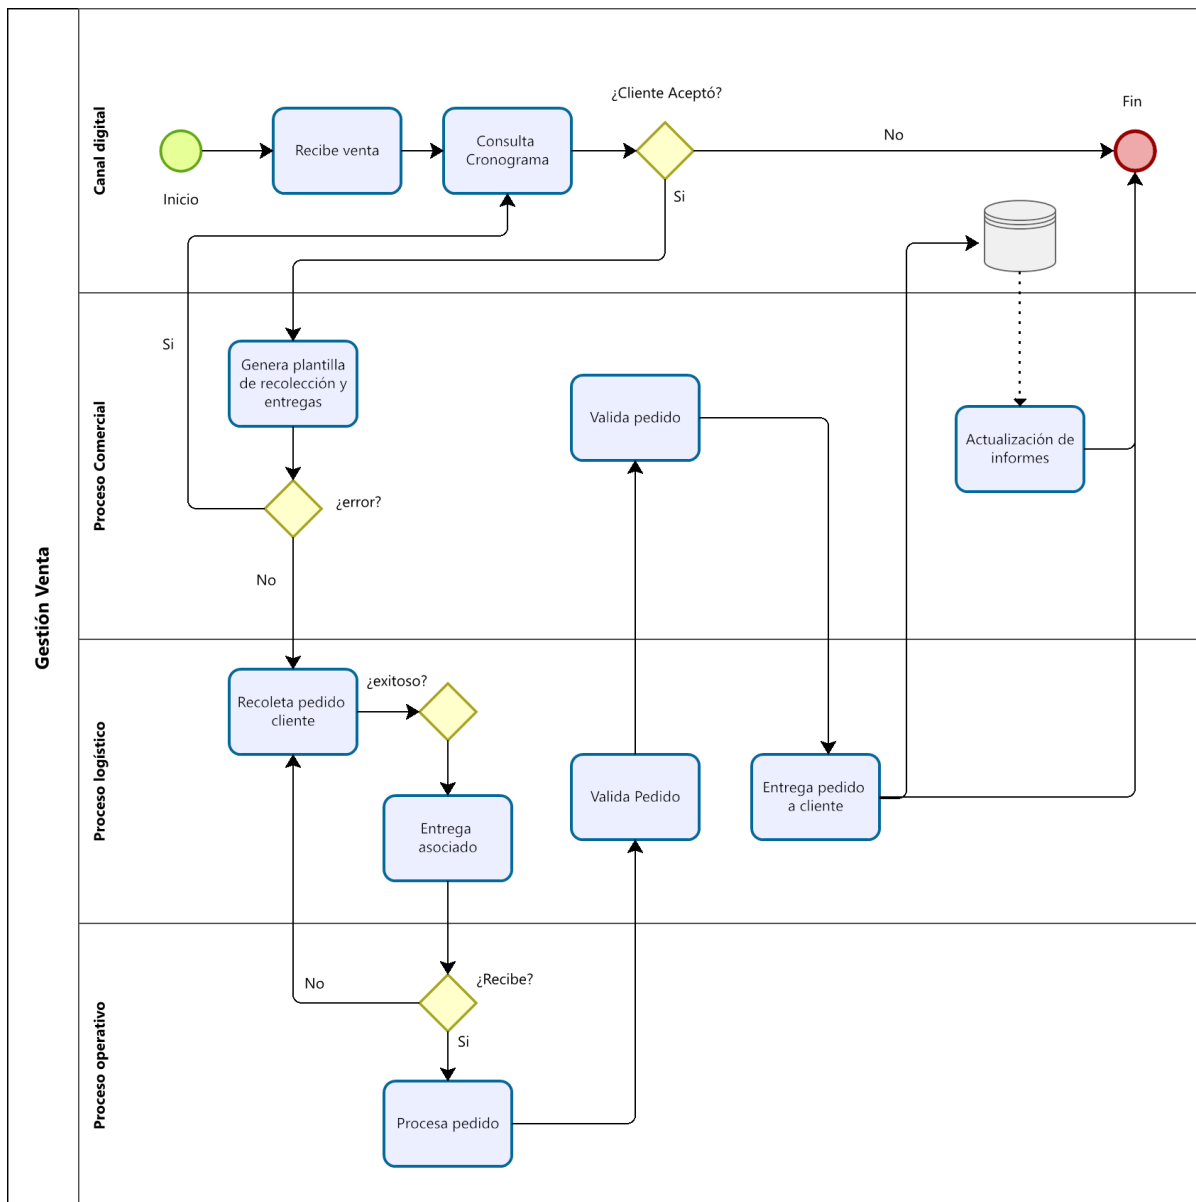 Gestión Venta
Canal digital
Inicio
Recibe venta
Consulta
Cronograma
¿Cliente Aceptó?
No
Si
Fin
Proceso Comercial
Si
Genera plantilla
de recolección y
entregas
¿error?
No
Valida pedido
Actualización de
informes
Proceso logístico
Recoleta pedido
cliente
¿exitoso?
Entrega
asociado
Valida Pedido
Entrega pedido
a cliente
Proceso operativo
No
¿Recibe?
Si
Procesa pedido